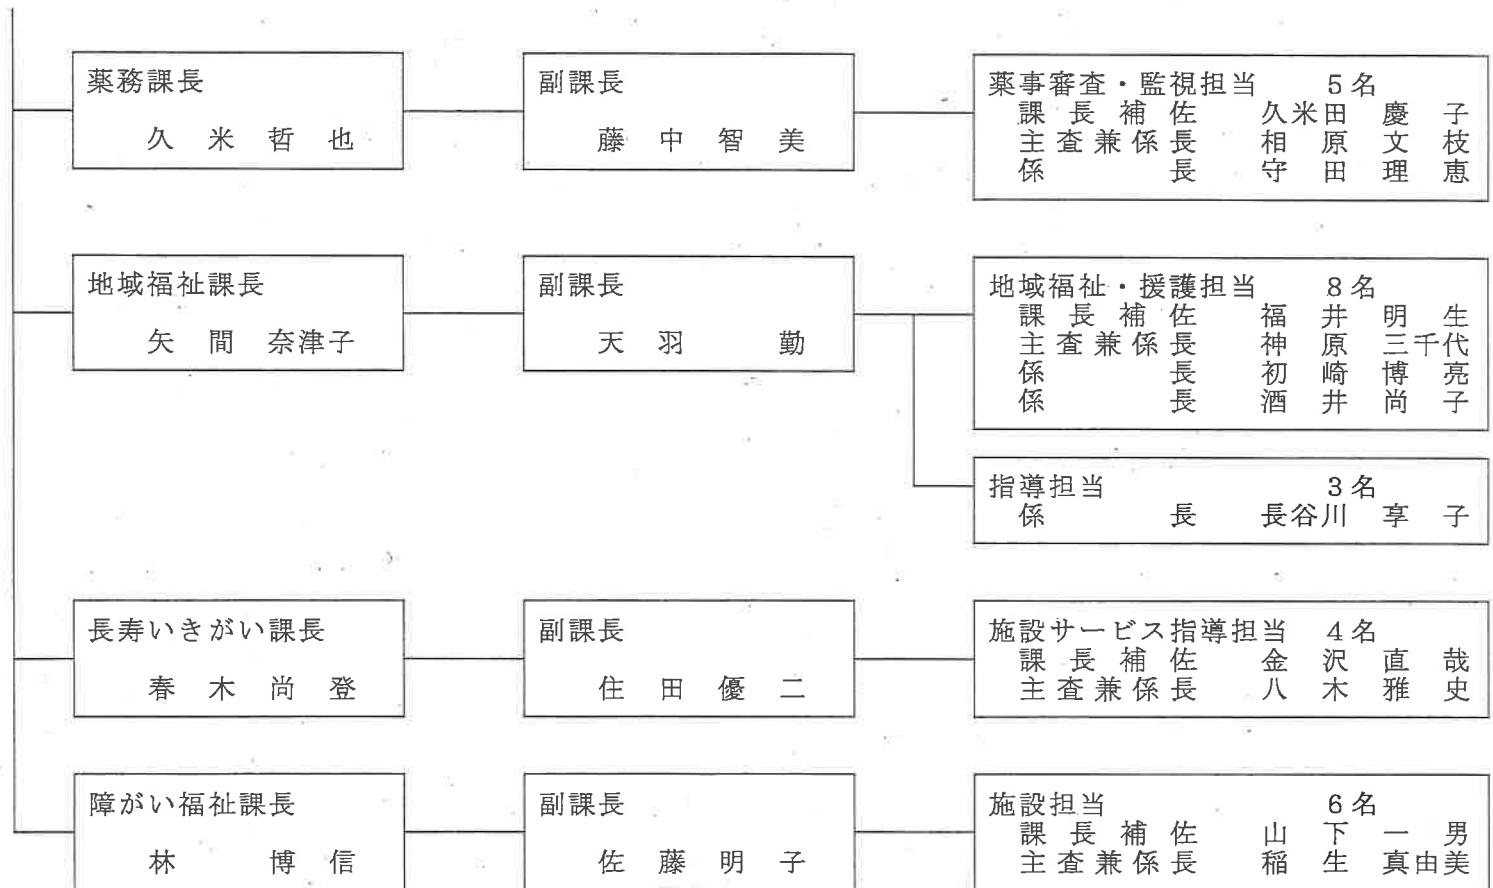 薬務課長
久米哲也
副課長
藤中智美
薬事審査・監視担当 5名
課長補佐 久米田慶子
主査兼係長 相原文枝
係長 守田理恵
地域福祉課長
矢間奈津子
副課長
天羽勤
地域福祉・援護担当 8名
課長補佐 福井明生
主査兼係長 神原三千代
係長 初崎博亮
係長 酒井尚子
指導担当 3名
係長 長谷川享子
長寿いきがい課長
春木尚登
副課長
住田優二
施設サービス指導担当 4名
課長補佐 金沢直哉
主査兼係長 八木雅史
障がい福祉課長
林博信
副課長
佐藤明子
施設担当 6名
課長補佐 山下一男
主査兼係長 稲生真由美